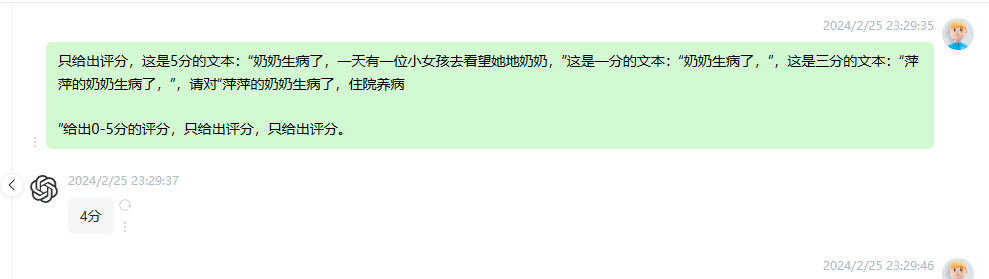 2024/2/25 23:29:35
只给出评分，这是5分的文本：“奶奶生病了，一天有一位小女孩去看望她地奶奶，”这是一分的文本：“奶奶生病了，”，这是三分的文本：“萍
萍的奶奶生病了，”，请对“萍萍的奶奶生病了，住院养病
”给出0-5分的评分，只给出评分，只给出评分。
2024/2/25 23:29:37
4分
2024/2/25 23:29:46